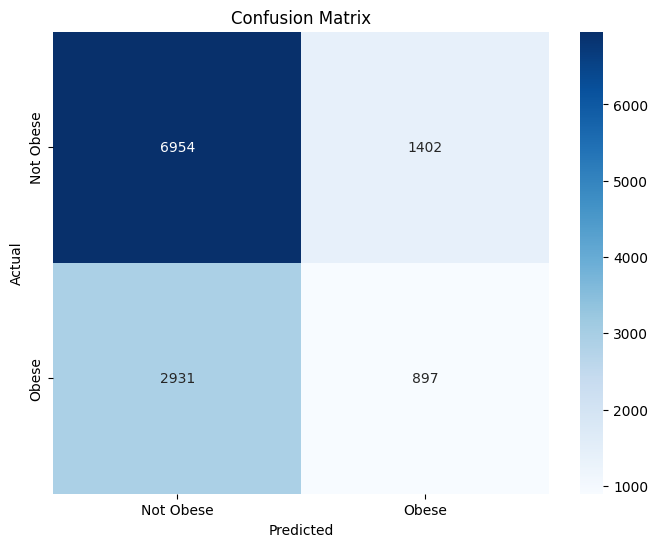 Confusion Matrix
Actual
Not Obese
Obese
6954
1402
2931
897
Not Obese
Obese
Predicted
6000
5000
4000
3000
2000
1000